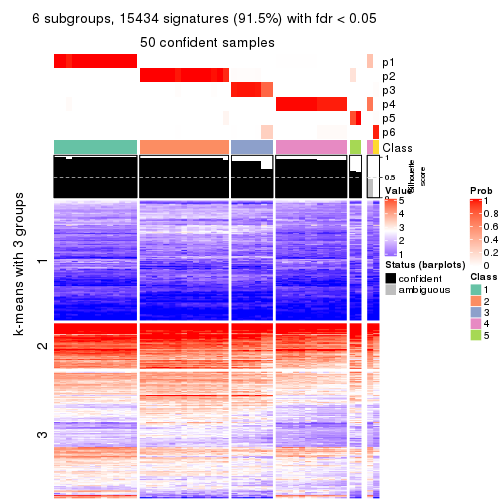 6 subgroups, 15434 signatures (91.5%) with fdr < 0.05
50 confident samples
p1
p2
p3
p4
p5
p6
Class
1
0.5
0
Silhouette
score
k-means with 3 groups
1
2
3
Value
5
4
3
2
1
Status (barplots)
confident
ambiguous
Prob
1
0.8
0.6
0.4
0.2
0
Class
1
2
3
4
5